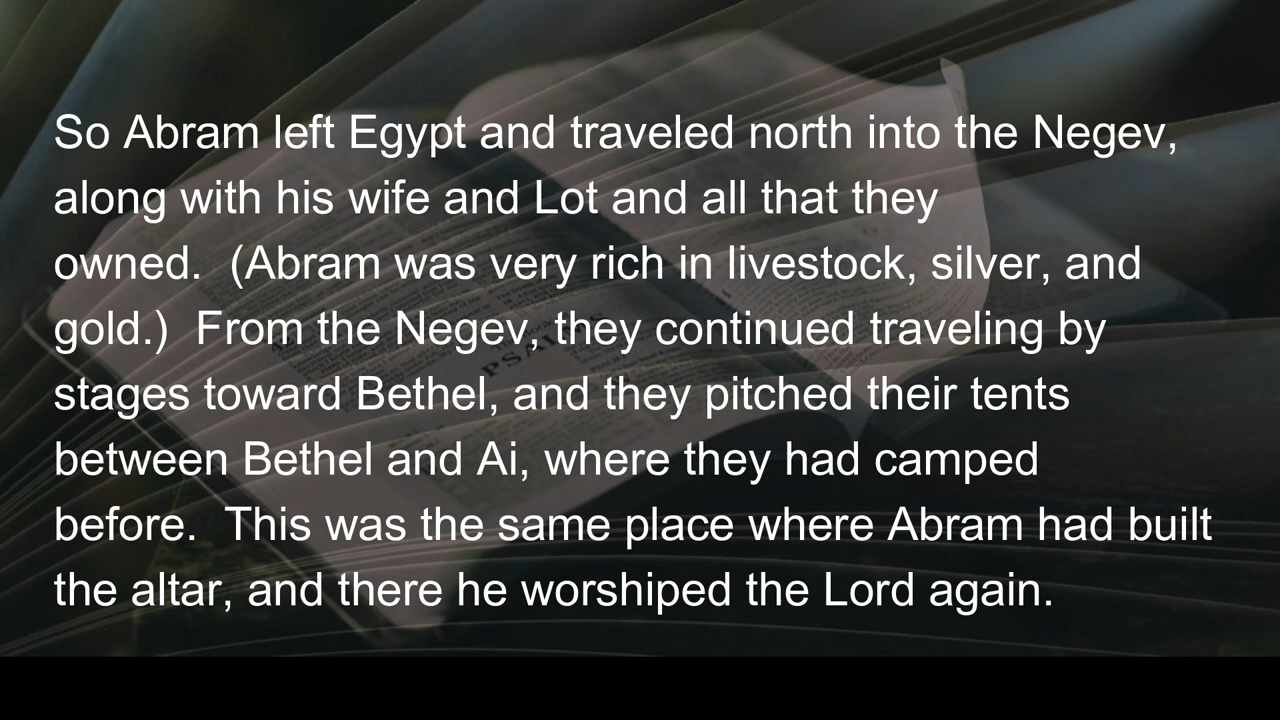 So Abram left Egypt and traveled north into the Negev,
along with his wife and Lot and all that they
owned.  (Abram was very rich in livestock, silver, and
gold.)  From the Negev, they continued traveling by
stages toward Bethel, and they pitched their tents
between Bethel and Ai, where they had camped
before.  This was the same place where Abram had built
the altar, and there he worshiped the Lord again.